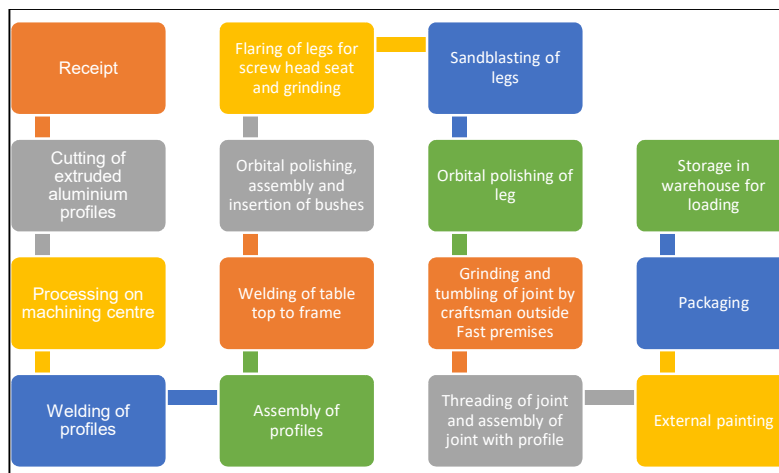 Receipt
Cutting of
extruded
aluminium
profiles
Processing on
machining centre
Welding of
profiles
Assembly of
profiles
Welding of table
top to frame
Orbital polishing,
assembly and
insertion of bushes
Flaring of legs for
screw head seat
and grinding
Sandblasting of
legs
Orbital polishing of
leg
Grinding and
tumbling of joint by
craftsman outside
Fast premises
Threading of joint
and assembly of
joint with profile
External painting
Packaging
Storage in
warehouse for
loading